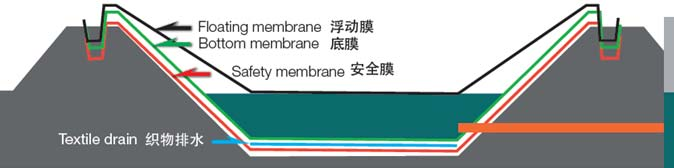 Floating membrane 浮动膜
Bottom membrane 底膜
Safety membrane 安全膜
Textile drain 织物排水